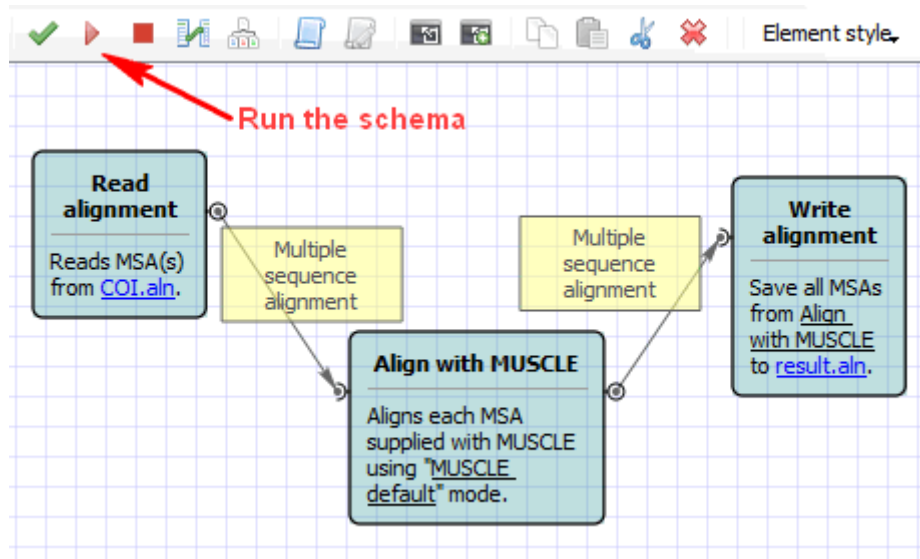 Element style
Run the schema
Read
alignment
Reads MSA(s)
from COI.aln.
Multiple
sequence
alignment
Align with MUSCLE
Aligns each MSA
supplied with MUSCLE
using "MUSCLE
default" mode.
Multiple
sequence
alignment
Write
alignment
Save all MSAs
from Align
with MUSCLE
to result.aln.